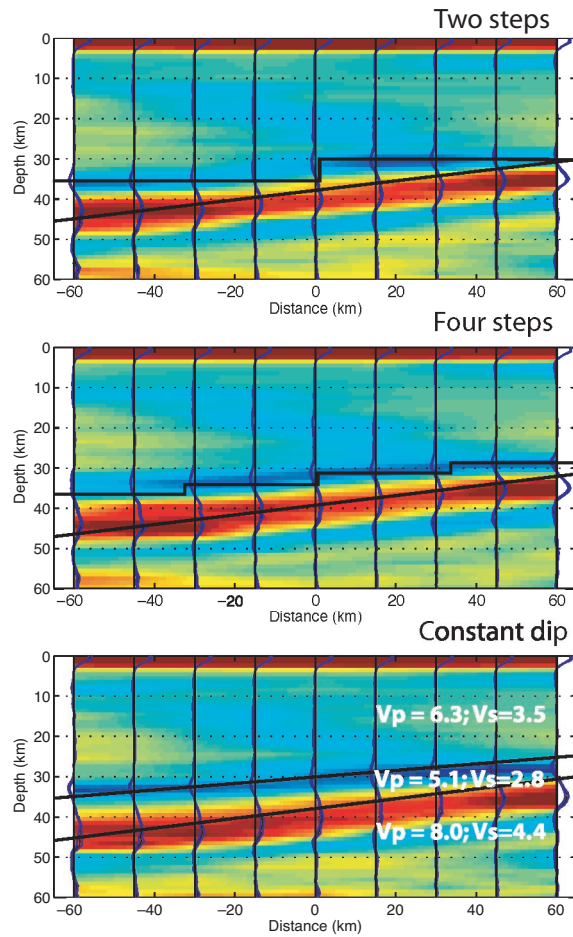 Two steps
0
10
20
30
40
50
60
Depth (km)
−60 −40 −20 0 20 40 60
Distance (km)
Four steps
0
10
20
30
40
50
60
Depth (km)
−60 −40 −20 0 20 40 60
Distance (km)
Constant dip
0
10
20
30
40
50
60
Depth (km)
Vp = 6.3; Vs=3.5
Vp = 5.1; Vs=2.8
Vp = 8.0; Vs=4.4
−60 −40 −20 0 20 40 60
Distance (km)